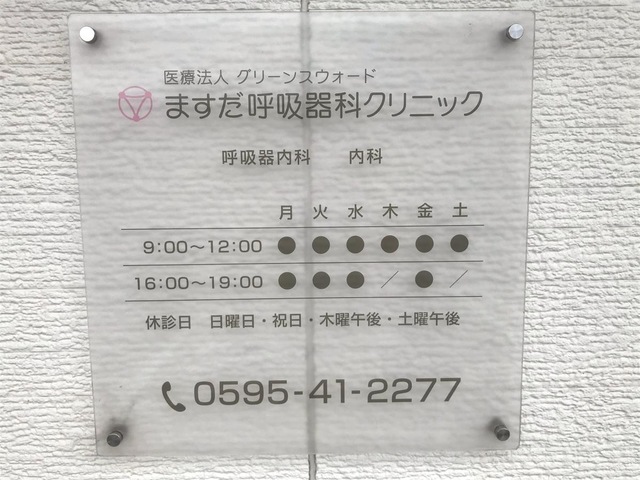 医療法人 グリーンスウォード
ますだ呼吸器科クリニック
呼吸器内科 内科
月 火 水 木 金 土
9:00〜12:00 ● ● ● ● ● ●
16:00〜19:00 ● ● ● ／ ● ／
休診日 日曜日・祝日・木曜午後・土曜午後
0595-41-2277